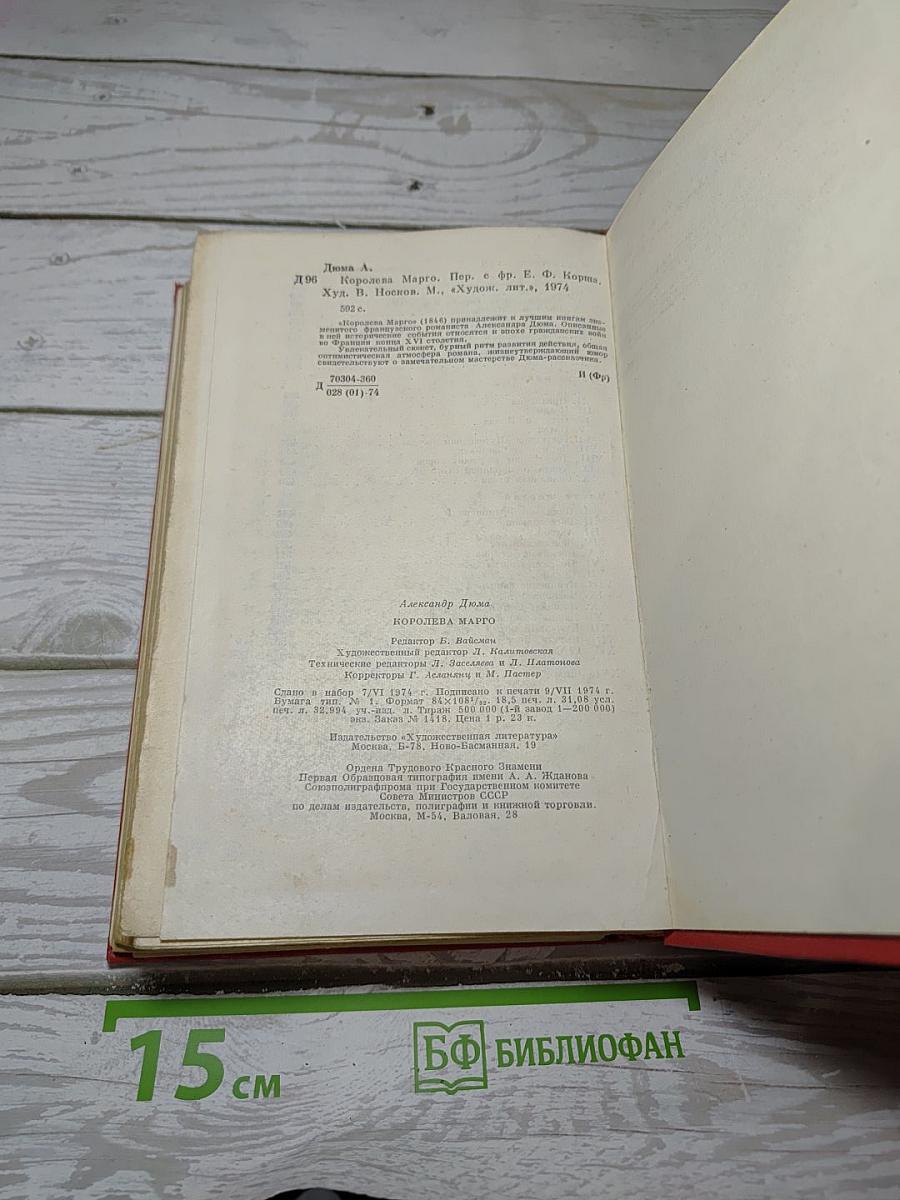 Дюма А.
Д96 Королева Марго. Пер. с фр. Е. Ф. Корша.
Худ. В. Носков. М., «Худож. лит.», 1974
592 с.
«Королева Марго» (1846) принадлежит к лучшим книгам зна-
менитого французского романиста Александра Дюма. Описанные
в ней исторические события относятся к эпохе гражданских войн
во Франции конца XVI столетия.
Увлекательный сюжет, бурный ритм развития действия, общая
оптимистическая атмосфера романа, жизнеутверждающий юмор
свидетельствуют о замечательном мастерстве Дюма-рассказчика.
Д 70304-360
028 (01)-74
И (Фр)
Александр Дюма
КОРОЛЕВА МАРГО
Редактор Б. Вайсман
Художественный редактор Л. Калитовская
Технические редакторы Л. Заселяева и Л. Платонова
Корректоры Г. Асланянц и М. Пастер
Сдано в набор 7/VI 1974 г. Подписано к печати 9/VII 1974 г.
Бумага тип. № 1. Формат 84×108¹/₃₂. 18,5 печ. л. 31,08 усл.
печ. л. 32,994 уч.-изд. л. Тираж 500 000 (1-й завод 1—200 000)
экз. Заказ № 1418. Цена 1 р. 23 к.
Издательство «Художественная литература»
Москва, Б-78, Ново-Басманная, 19
Ордена Трудового Красного Знамени
Первая Образцовая типография имени А. А. Жданова
Союзполиграфпрома при Государственном комитете
Совета Министров СССР
по делам издательств, полиграфии и книжной торговли.
Москва, М-54, Валовая, 28
15 см
БФ БИБЛИОФАН